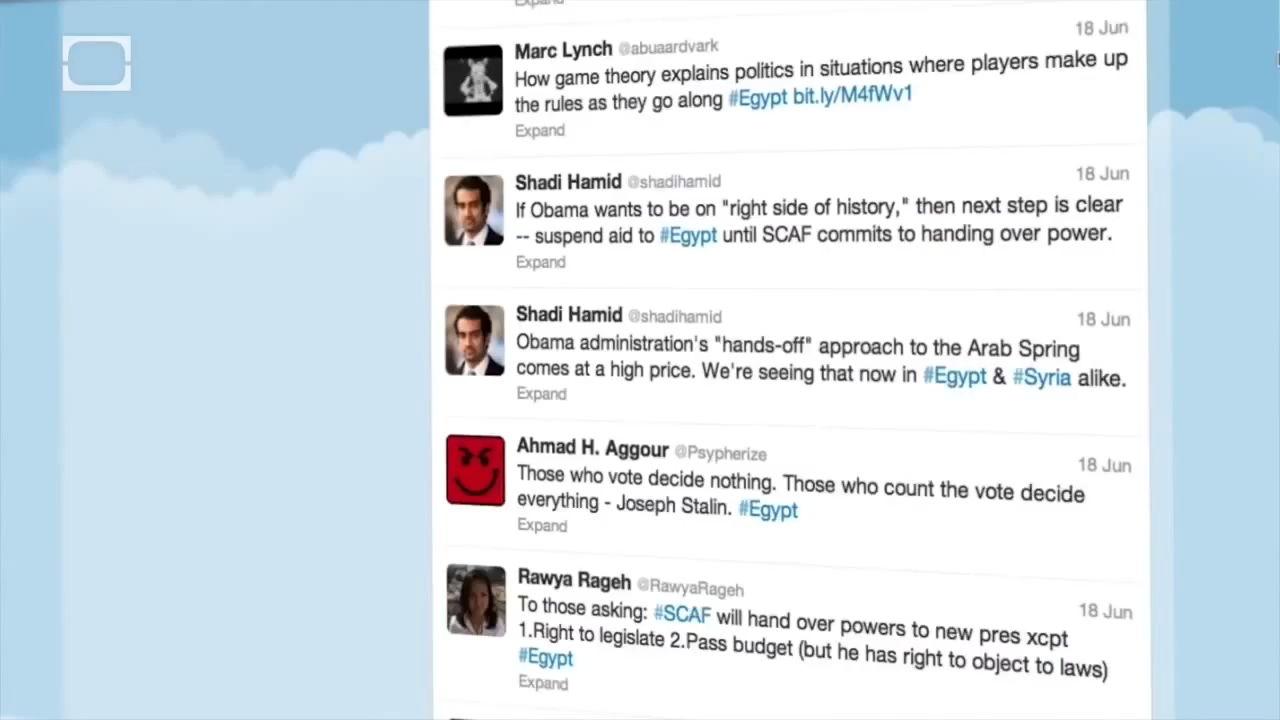 Expand
Marc Lynch @abuaardvark 18 Jun
How game theory explains politics in situations where players make up
the rules as they go along #Egypt bit.ly/M4fWv1
Expand
Shadi Hamid @shadihamid 18 Jun
If Obama wants to be on "right side of history," then next step is clear
-- suspend aid to #Egypt until SCAF commits to handing over power.
Expand
Shadi Hamid @shadihamid 18 Jun
Obama administration's "hands-off" approach to the Arab Spring
comes at a high price. We're seeing that now in #Egypt & #Syria alike.
Expand
Ahmad H. Aggour @Psypherize 18 Jun
Those who vote decide nothing. Those who count the vote decide
everything - Joseph Stalin. #Egypt
Expand
Rawya Rageh @RawyaRageh 18 Jun
To those asking: #SCAF will hand over powers to new pres xcpt
1.Right to legislate 2.Pass budget (but he has right to object to laws)
#Egypt
Expand